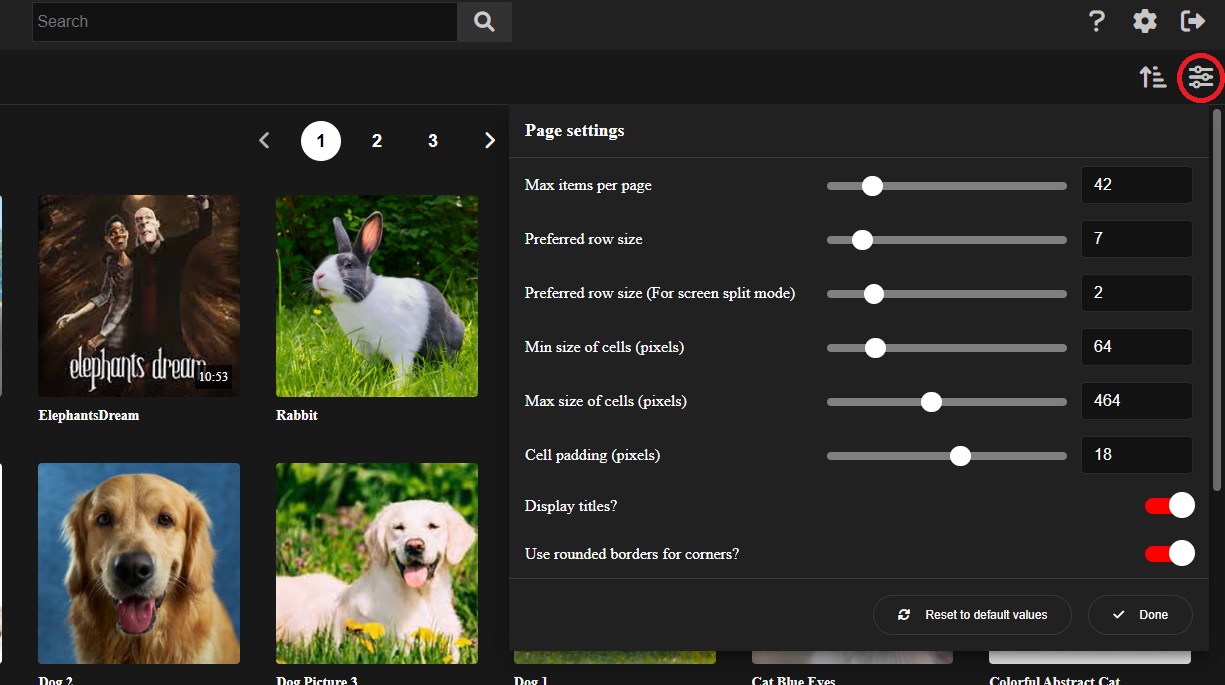 Search
?
1 2 3
Page settings
Max items per page 42
Preferred row size 7
Preferred row size (For screen split mode) 2
Min size of cells (pixels) 64
Max size of cells (pixels) 464
Cell padding (pixels) 18
Display titles?
Use rounded borders for corners?
Reset to default values Done
elephants dream
10:53
ElephantsDream Rabbit
Dog 2 Dog Picture 3 Dog 1 Cat Blue Eyes Colorful Abstract Cat